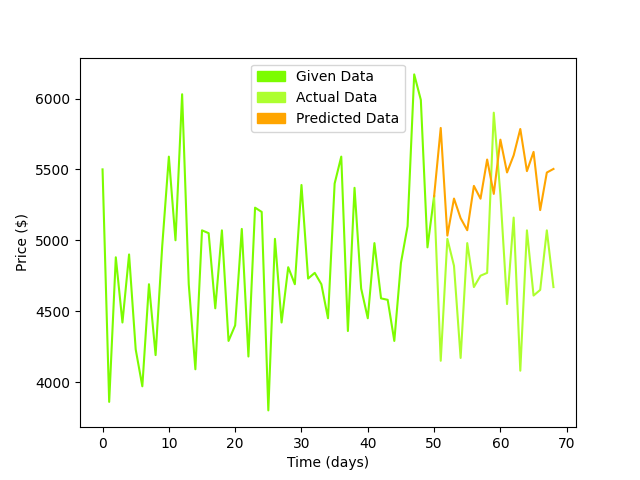 Given Data
Actual Data
Predicted Data
6000
5500
5000
4500
4000
Price ($)
0 10 20 30 40 50 60 70
Time (days)